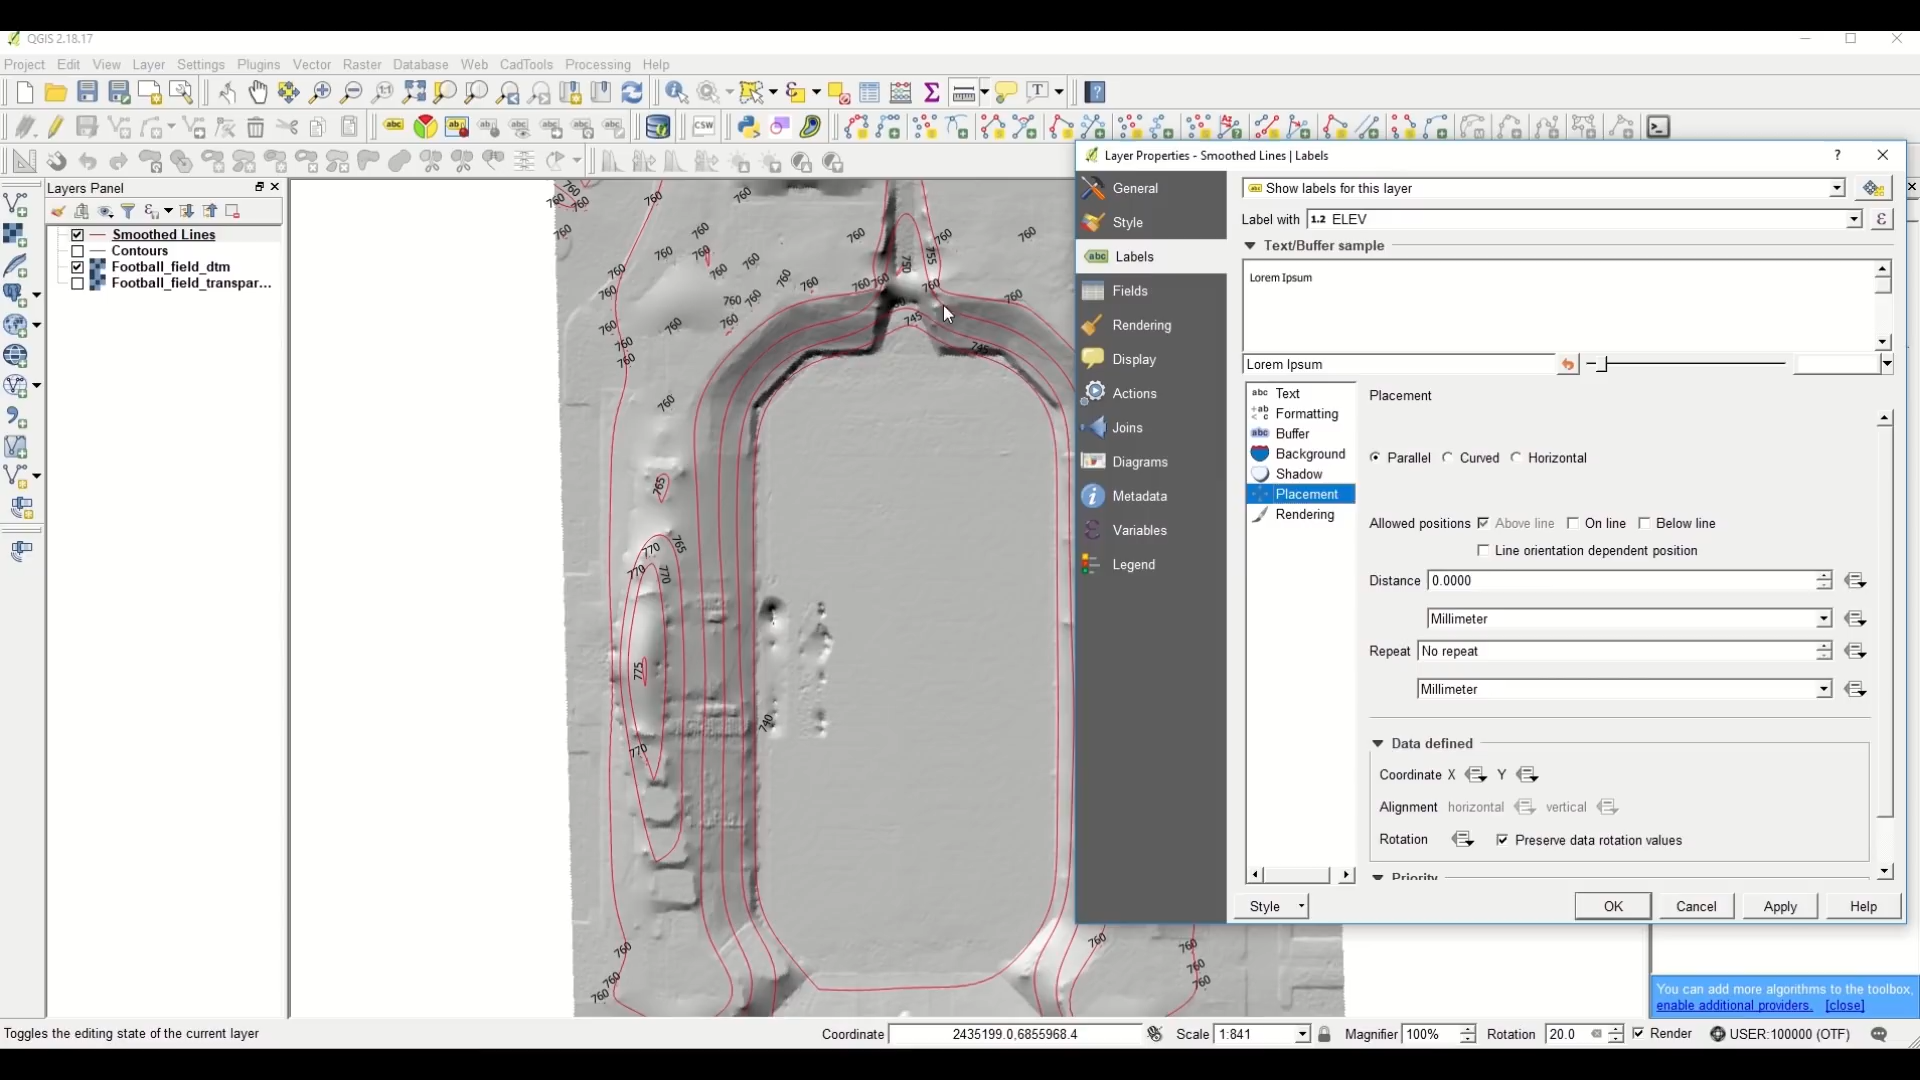 QGIS 2.18.17
Project Edit View Layer Settings Plugins Vector Raster Database Web CadTools Processing Help
Layers Panel
Smoothed Lines
Contours
Football_field_dtm
Football_field_transpar...
Layer Properties - Smoothed Lines | Labels
General
Style
Labels
Fields
Rendering
Display
Actions
Joins
Diagrams
Metadata
Variables
Legend
Show labels for this layer
Label with 1.2 ELEV
Text/Buffer sample
Lorem Ipsum
Lorem Ipsum
Text
Formatting
Buffer
Background
Shadow
Placement
Rendering
Placement
Parallel Curved Horizontal
Allowed positions Above line On line Below line
Line orientation dependent position
Distance 0.0000
Millimeter
Repeat No repeat
Millimeter
Data defined
Coordinate X Y
Alignment horizontal vertical
Rotation Preserve data rotation values
Priority
Style OK Cancel Apply Help
You can add more algorithms to the toolbox,
enable additional providers. [close]
Toggles the editing state of the current layer
Coordinate 2435199.0,6855968.4 Scale 1:841 Magnifier 100% Rotation 20.0 Render USER:100000 (OTF)